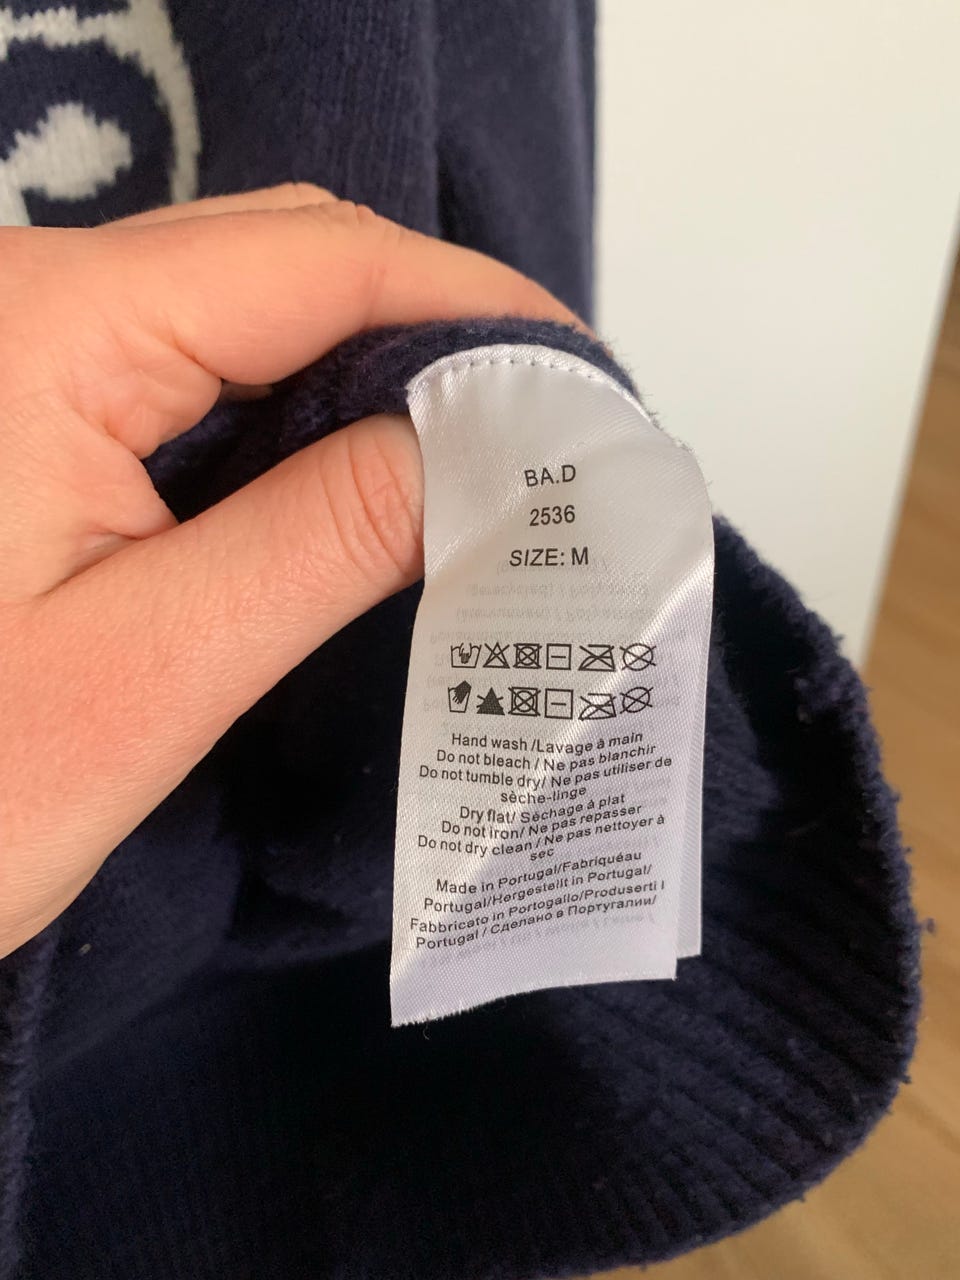 BA.D
2536
SIZE: M
Hand wash /Lavage à main
Do not bleach / Ne pas blanchir
Do not tumble dry/ Ne pas utiliser de
sèche-linge
Dry flat/ Séchage à plat
Do not iron/ Ne pas repasser
Do not dry clean / Ne pas nettoyer à
sec
Made in Portugal/Fabriquéau
Portugal/Hergestellt in Portugal/
Fabbricato in Portogallo/Produserti I
Portugal / Сделано в Португалии/